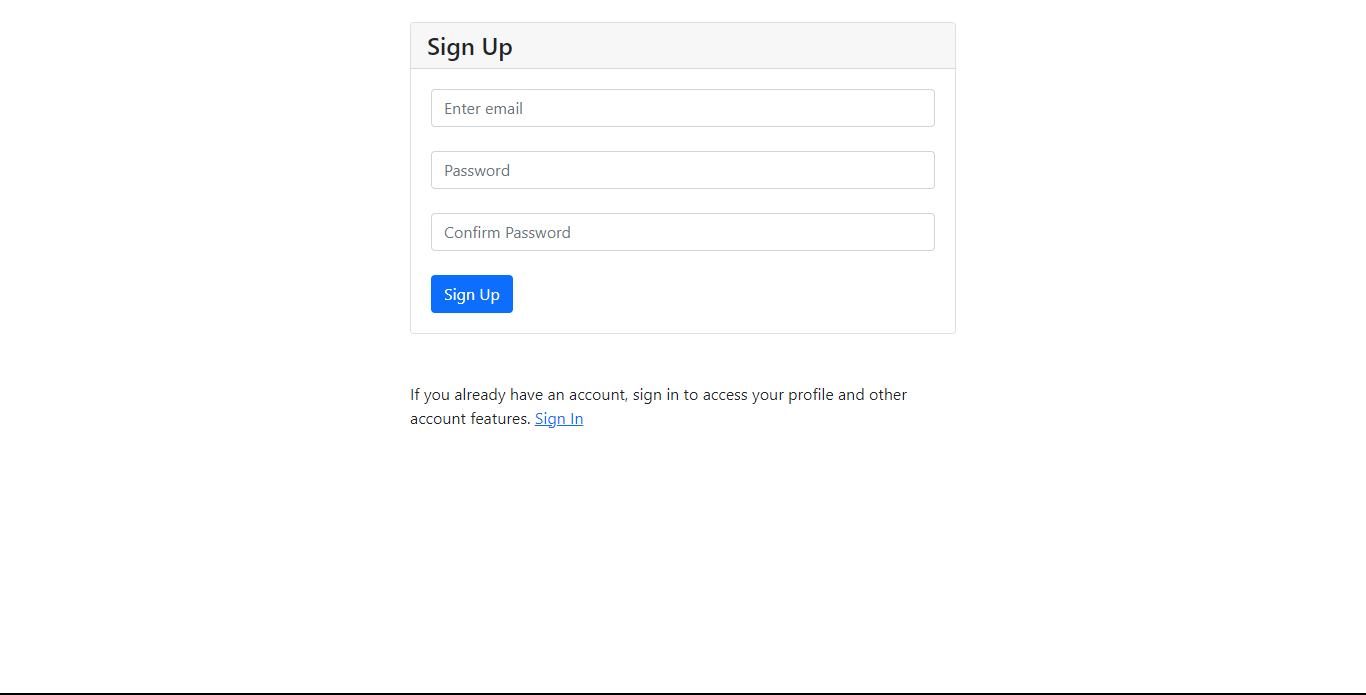 Sign Up
Enter email
Password
Confirm Password
Sign Up
If you already have an account, sign in to access your profile and other
account features. Sign In